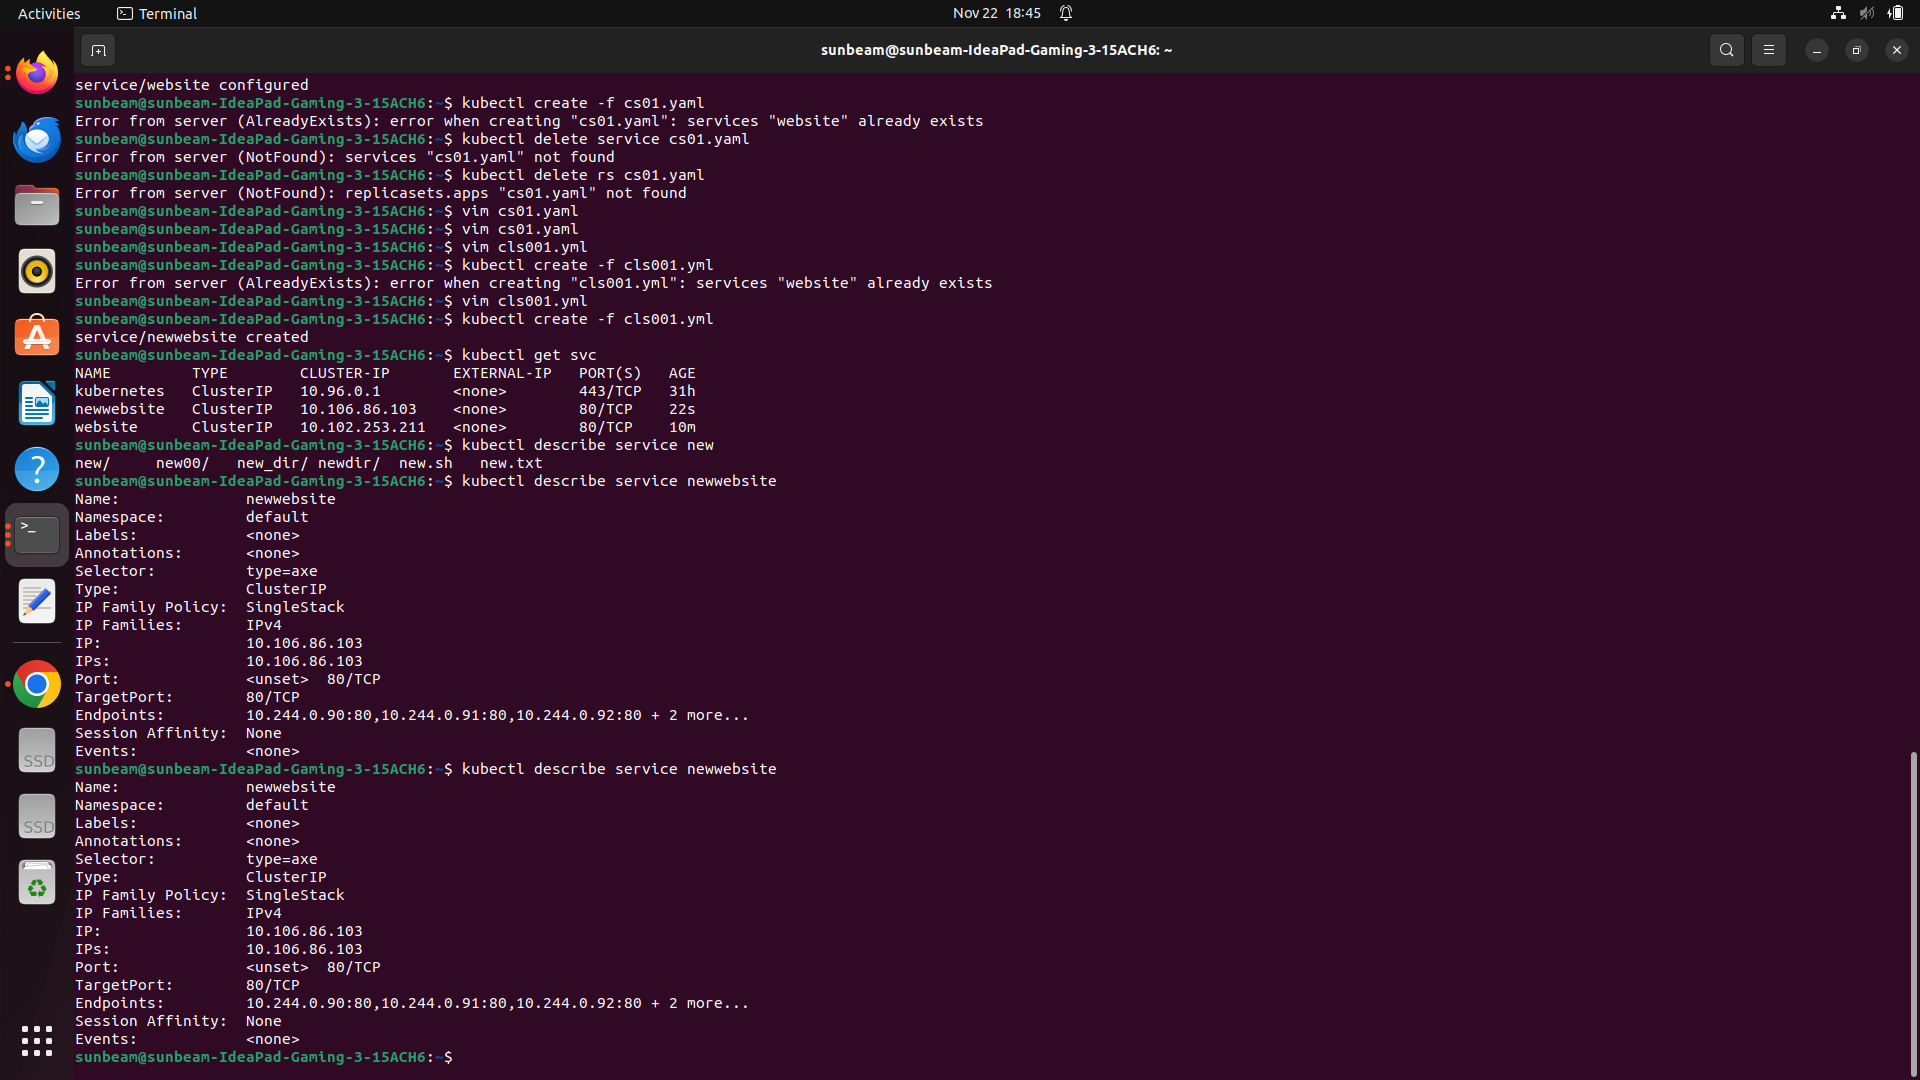 Activities Terminal Nov 22 18:45
sunbeam@sunbeam-IdeaPad-Gaming-3-15ACH6: ~
service/website configured
sunbeam@sunbeam-IdeaPad-Gaming-3-15ACH6:~$ kubectl create -f cs01.yaml
Error from server (AlreadyExists): error when creating "cs01.yaml": services "website" already exists
sunbeam@sunbeam-IdeaPad-Gaming-3-15ACH6:~$ kubectl delete service cs01.yaml
Error from server (NotFound): services "cs01.yaml" not found
sunbeam@sunbeam-IdeaPad-Gaming-3-15ACH6:~$ kubectl delete rs cs01.yaml
Error from server (NotFound): replicasets.apps "cs01.yaml" not found
sunbeam@sunbeam-IdeaPad-Gaming-3-15ACH6:~$ vim cs01.yaml
sunbeam@sunbeam-IdeaPad-Gaming-3-15ACH6:~$ vim cs01.yaml
sunbeam@sunbeam-IdeaPad-Gaming-3-15ACH6:~$ vim cls001.yml
sunbeam@sunbeam-IdeaPad-Gaming-3-15ACH6:~$ kubectl create -f cls001.yml
Error from server (AlreadyExists): error when creating "cls001.yml": services "website" already exists
sunbeam@sunbeam-IdeaPad-Gaming-3-15ACH6:~$ vim cls001.yml
sunbeam@sunbeam-IdeaPad-Gaming-3-15ACH6:~$ kubectl create -f cls001.yml
service/newwebsite created
sunbeam@sunbeam-IdeaPad-Gaming-3-15ACH6:~$ kubectl get svc
NAME         TYPE        CLUSTER-IP       EXTERNAL-IP   PORT(S)   AGE
kubernetes   ClusterIP   10.96.0.1        <none>        443/TCP   31h
newwebsite   ClusterIP   10.106.86.103    <none>        80/TCP    22s
website      ClusterIP   10.102.253.211   <none>        80/TCP    10m
sunbeam@sunbeam-IdeaPad-Gaming-3-15ACH6:~$ kubectl describe service new
new/     new00/   new_dir/ newdir/  new.sh   new.txt
sunbeam@sunbeam-IdeaPad-Gaming-3-15ACH6:~$ kubectl describe service newwebsite
Name:              newwebsite
Namespace:         default
Labels:            <none>
Annotations:       <none>
Selector:          type=axe
Type:              ClusterIP
IP Family Policy:  SingleStack
IP Families:       IPv4
IP:                10.106.86.103
IPs:               10.106.86.103
Port:              <unset>  80/TCP
TargetPort:        80/TCP
Endpoints:         10.244.0.90:80,10.244.0.91:80,10.244.0.92:80 + 2 more...
Session Affinity:  None
Events:            <none>
sunbeam@sunbeam-IdeaPad-Gaming-3-15ACH6:~$ kubectl describe service newwebsite
Name:              newwebsite
Namespace:         default
Labels:            <none>
Annotations:       <none>
Selector:          type=axe
Type:              ClusterIP
IP Family Policy:  SingleStack
IP Families:       IPv4
IP:                10.106.86.103
IPs:               10.106.86.103
Port:              <unset>  80/TCP
TargetPort:        80/TCP
Endpoints:         10.244.0.90:80,10.244.0.91:80,10.244.0.92:80 + 2 more...
Session Affinity:  None
Events:            <none>
sunbeam@sunbeam-IdeaPad-Gaming-3-15ACH6:~$
SSD
SSD